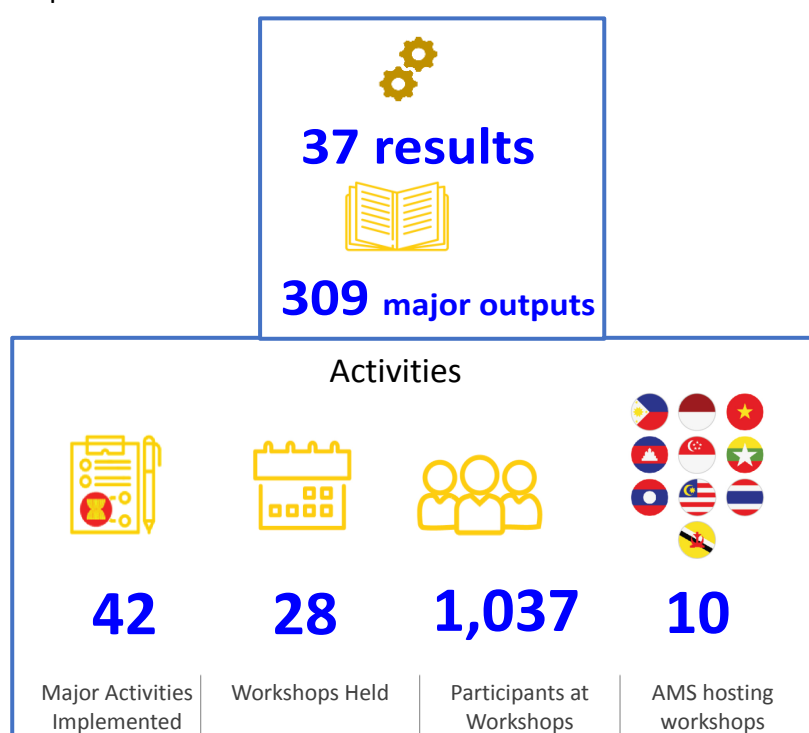 37 results
309 major outputs
Activities
42
28
1,037
10
Major Activities
Implemented
Workshops Held
Participants at
Workshops
AMS hosting
workshops